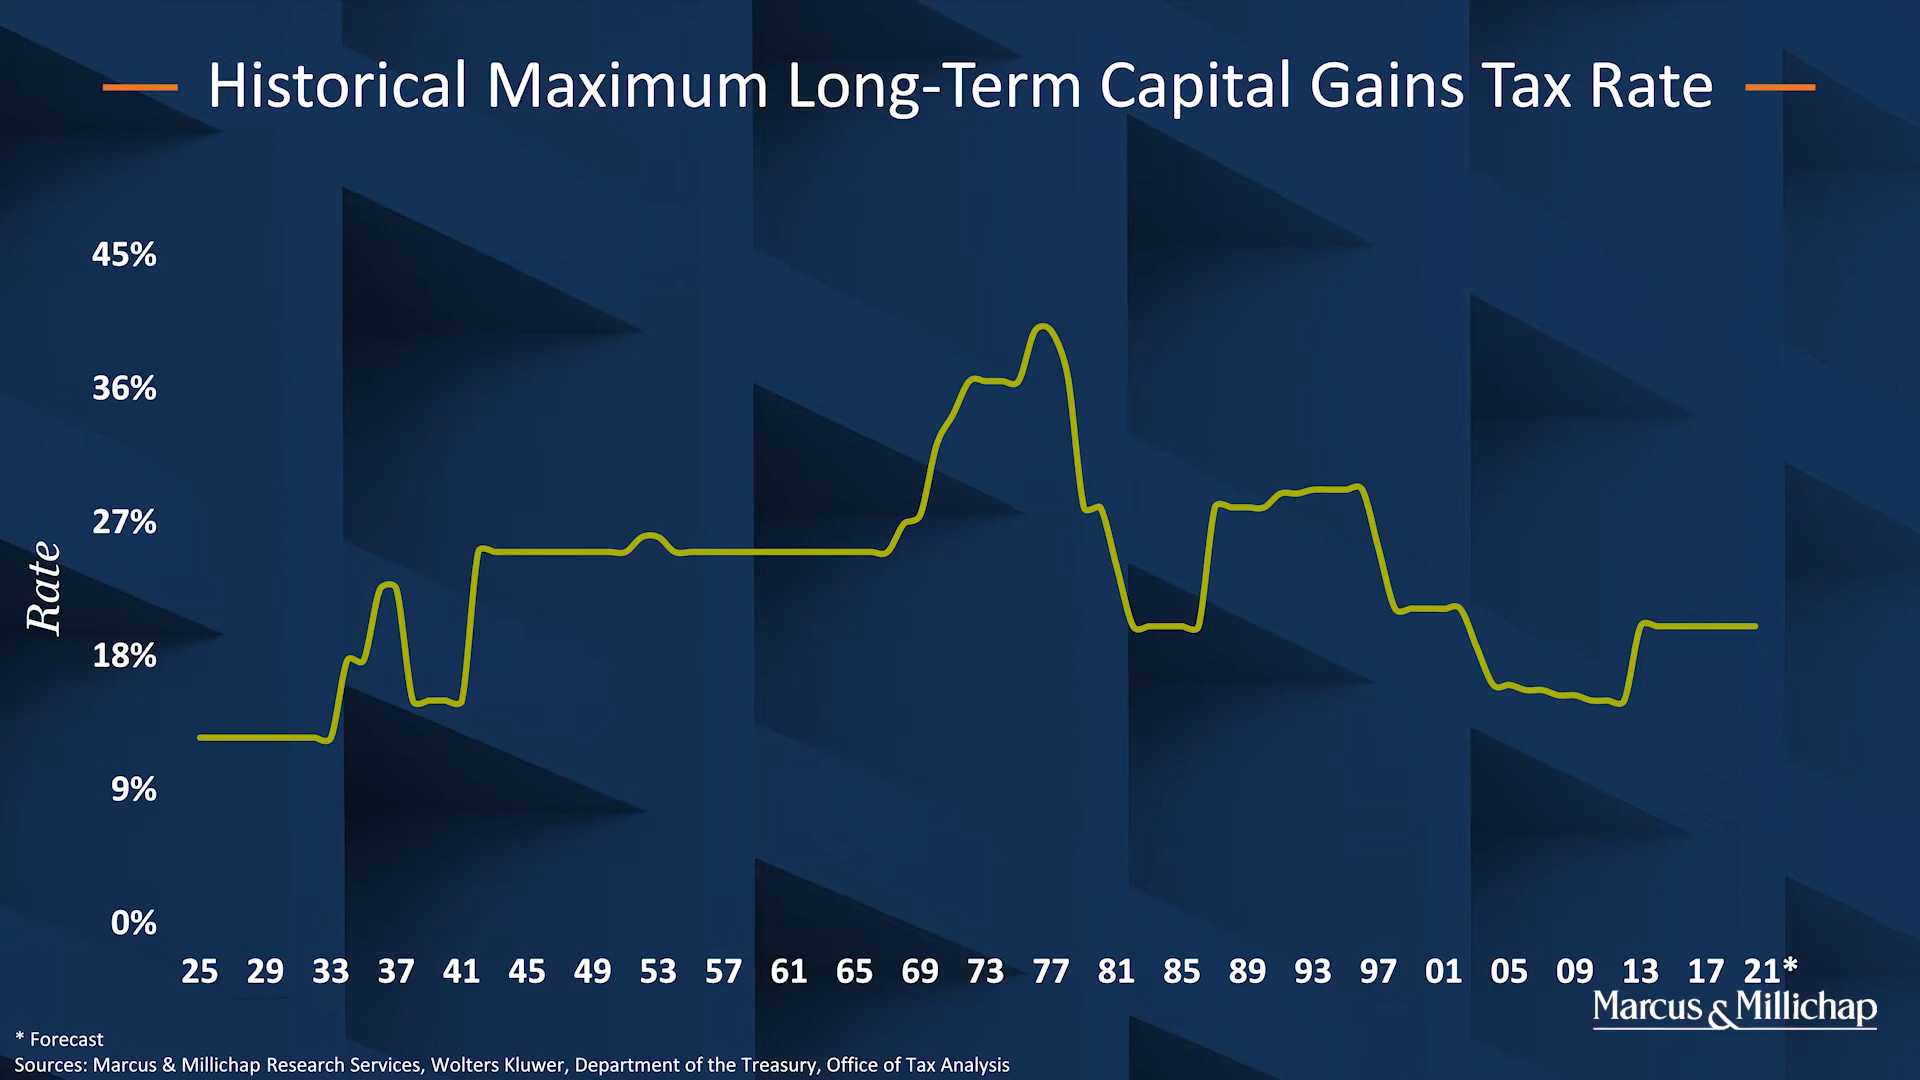 Historical Maximum Long-Term Capital Gains Tax Rate
45%
36%
27%
18%
9%
0%
Rate
25 29 33 37 41 45 49 53 57 61 65 69 73 77 81 85 89 93 97 01 05 09 13 17 21*
Marcus & Millichap
* Forecast
Sources: Marcus & Millichap Research Services, Wolters Kluwer, Department of the Treasury, Office of Tax Analysis